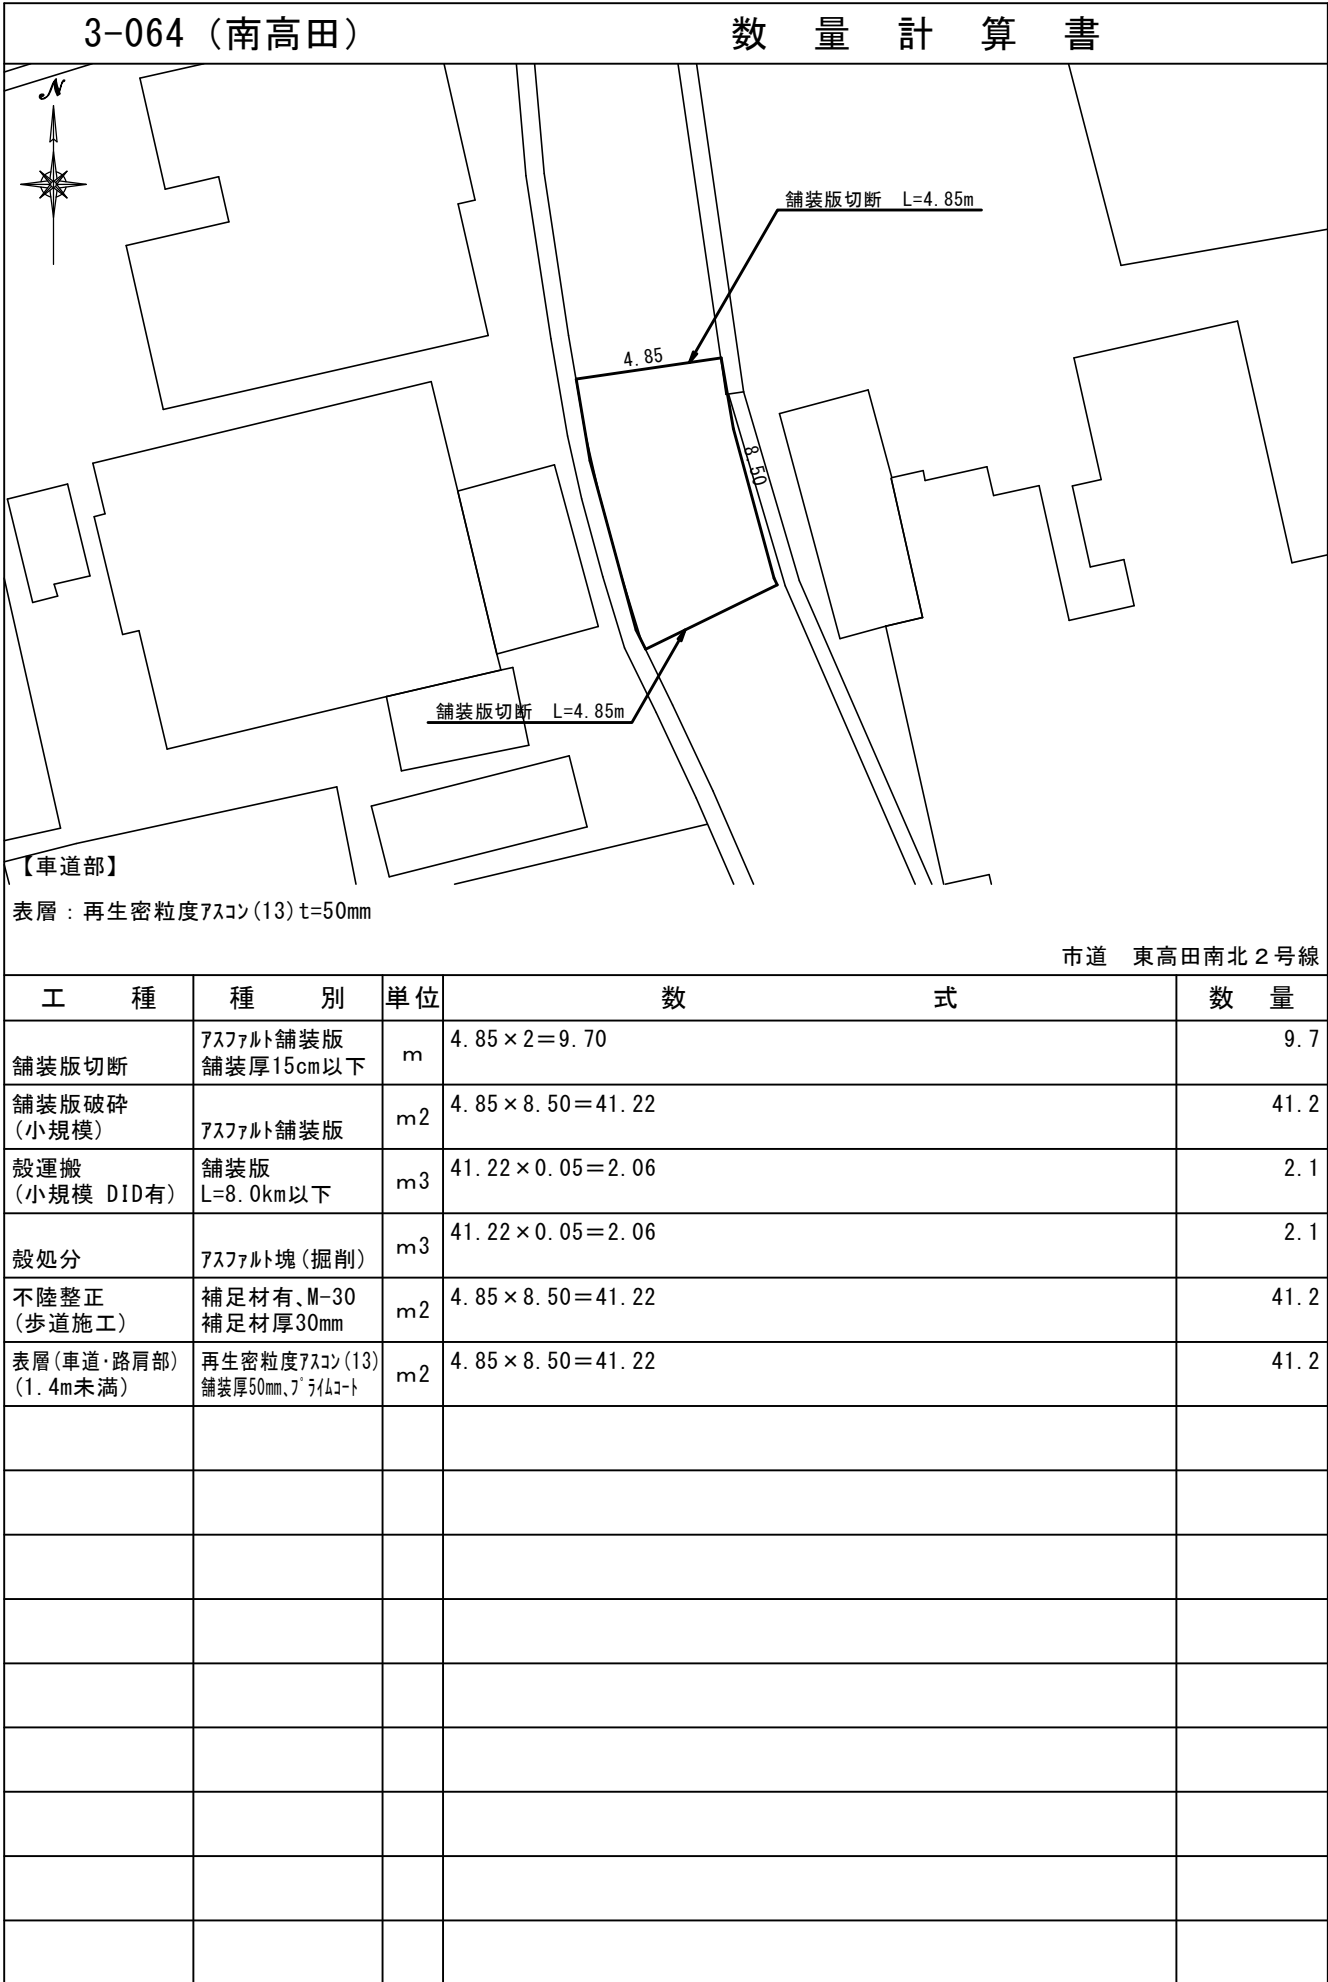 3-064（南高田）
数量計算書
N
舗装版切断　L=4.85m
4.85
8.50
舗装版切断　L=4.85m
【車道部】
表層：再生密粒度ｱｽｺﾝ(13)t=50mm
市道　東高田南北２号線
工種 種別 単位 数式 数量
舗装版切断 ｱｽﾌｧﾙﾄ舗装版 m 4.85×2＝9.70 9.7
舗装厚15cm以下
舗装版破砕 m2 4.85×8.50＝41.22 41.2
(小規模) ｱｽﾌｧﾙﾄ舗装版
殻運搬 舗装版 m3 41.22×0.05＝2.06 2.1
(小規模 DID有) L=8.0km以下
殻処分 ｱｽﾌｧﾙﾄ塊(掘削) m3 41.22×0.05＝2.06 2.1
不陸整正 補足材有､M-30 m2 4.85×8.50＝41.22 41.2
(歩道施工) 補足材厚30mm
表層(車道･路肩部) 再生密粒度ｱｽｺﾝ(13) m2 4.85×8.50＝41.22 41.2
(1.4m未満) 舗装厚50mm､ﾌﾟﾗｲﾑｺｰﾄ